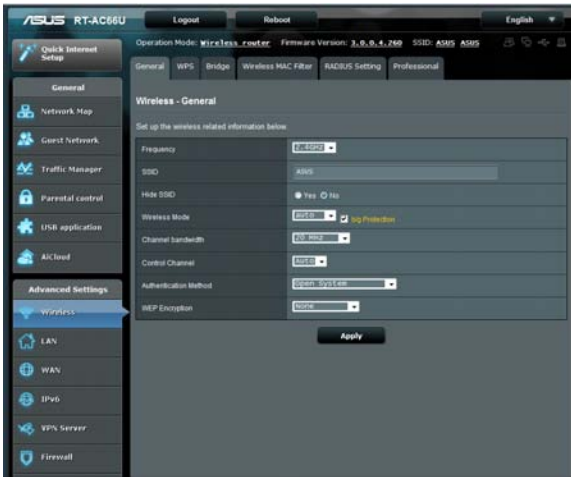 ASUS RT-AC66U
Logout
Reboot
English
Quick Internet Setup
Operation Mode: Wireless router Firmware Version: 3.0.0.4.260 SSID: ASUS ASUS
General WPS Bridge Wireless MAC Filter RADIUS Setting Professional
General
Network Map
Guest Network
Traffic Manager
Parental control
USB application
AiCloud
Advanced Settings
Wireless
LAN
WAN
IPv6
VPN Server
Firewall
Wireless - General
Set up the wireless related information below
Frequency 2.4GHz
SSID ASUS
Hide SSID Yes No
Wireless Mode Auto b/g Protection
Channel bandwidth 20 MHz
Control Channel Auto
Authentication Method Open System
WEP Encryption None
Apply